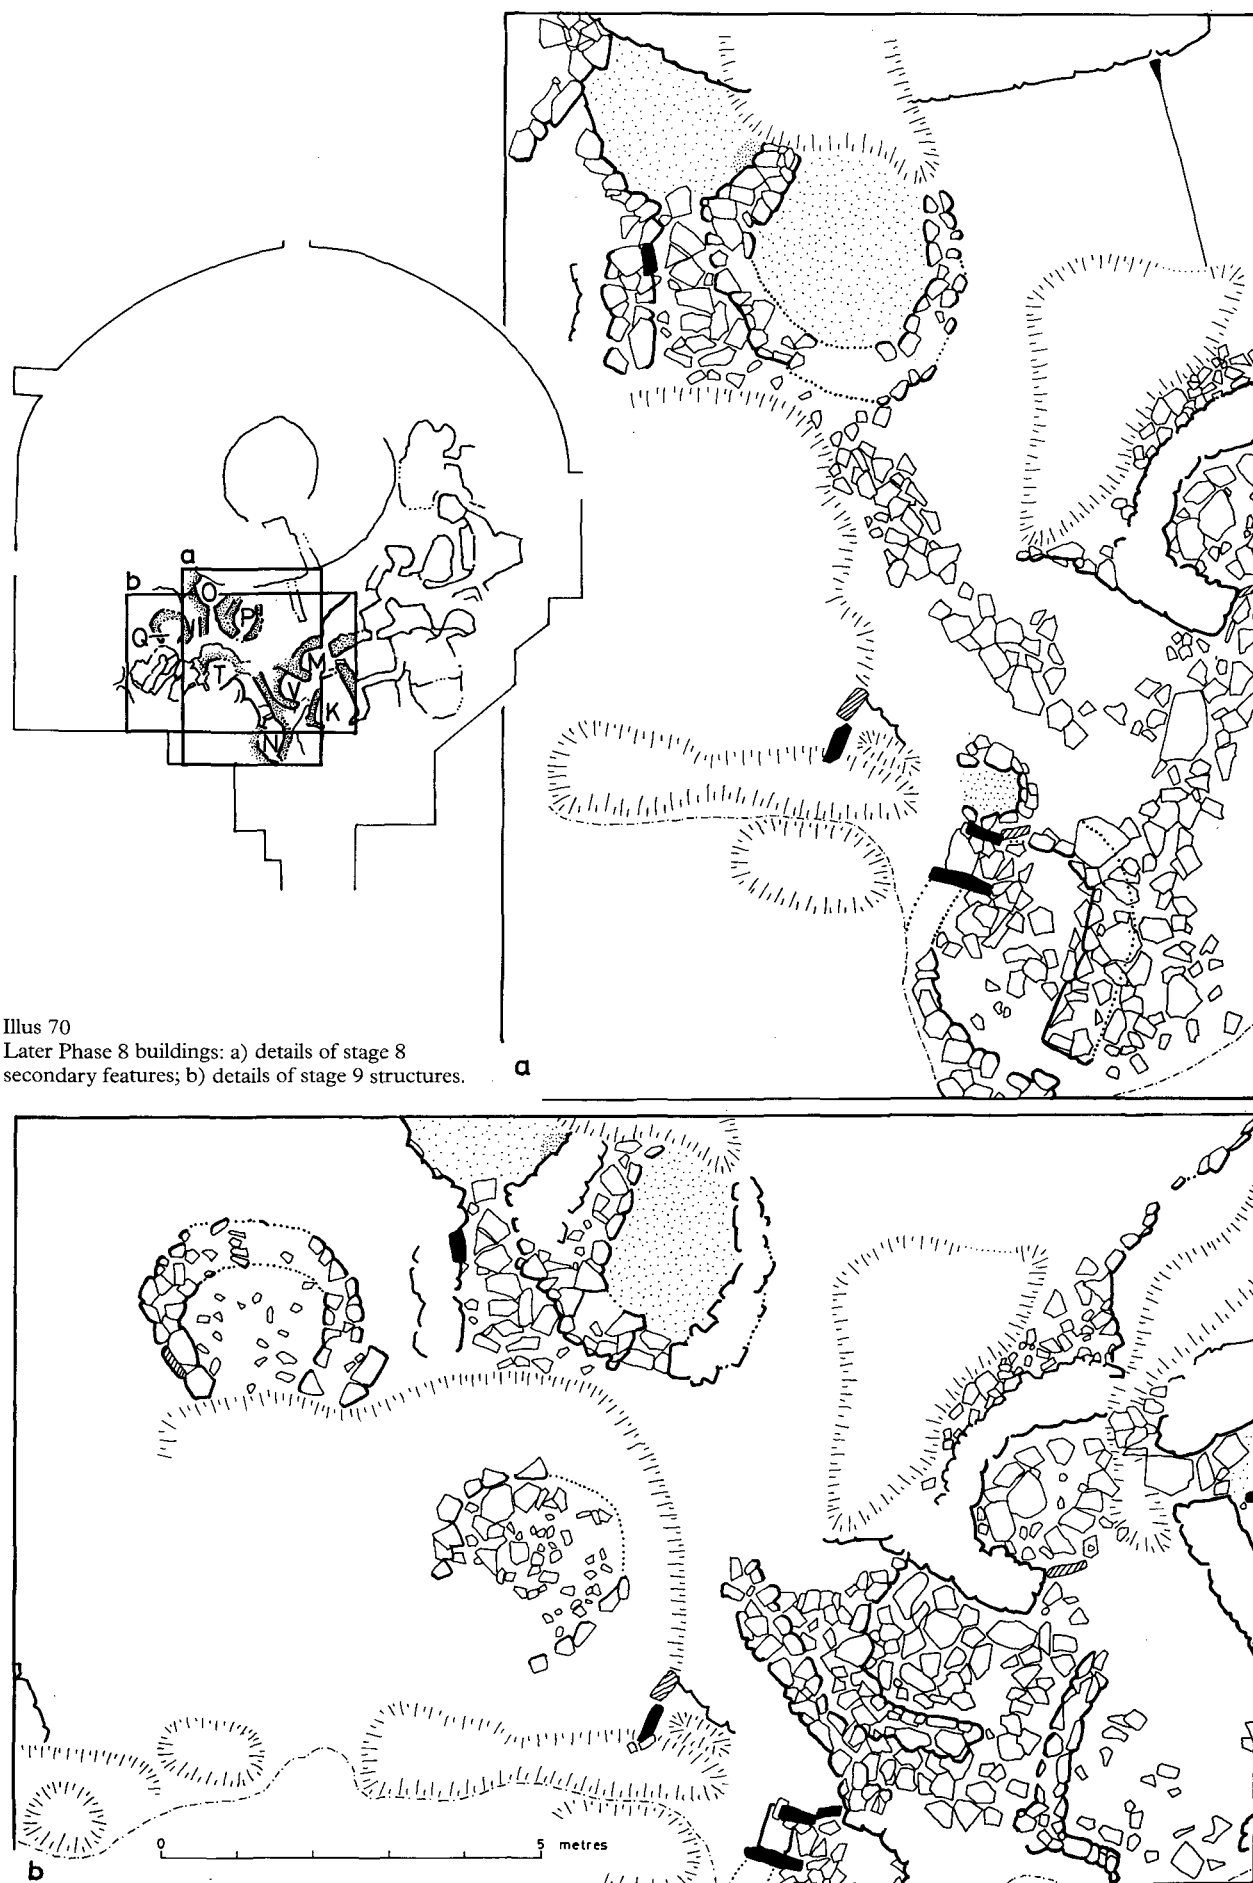 a
b
O
P
Q
T
M
V
K
N
Illus 70
Later Phase 8 buildings: a) details of stage 8
secondary features; b) details of stage 9 structures.
a
0 5 metres
b